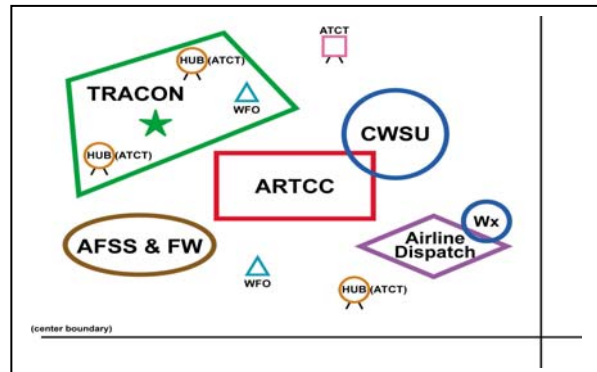 ATCT
HUB (ATCT)
TRACON
WFO
CWSU
HUB (ATCT)
ARTCC
Wx
AFSS & FW
Airline
Dispatch
WFO
HUB (ATCT)
(center boundary)